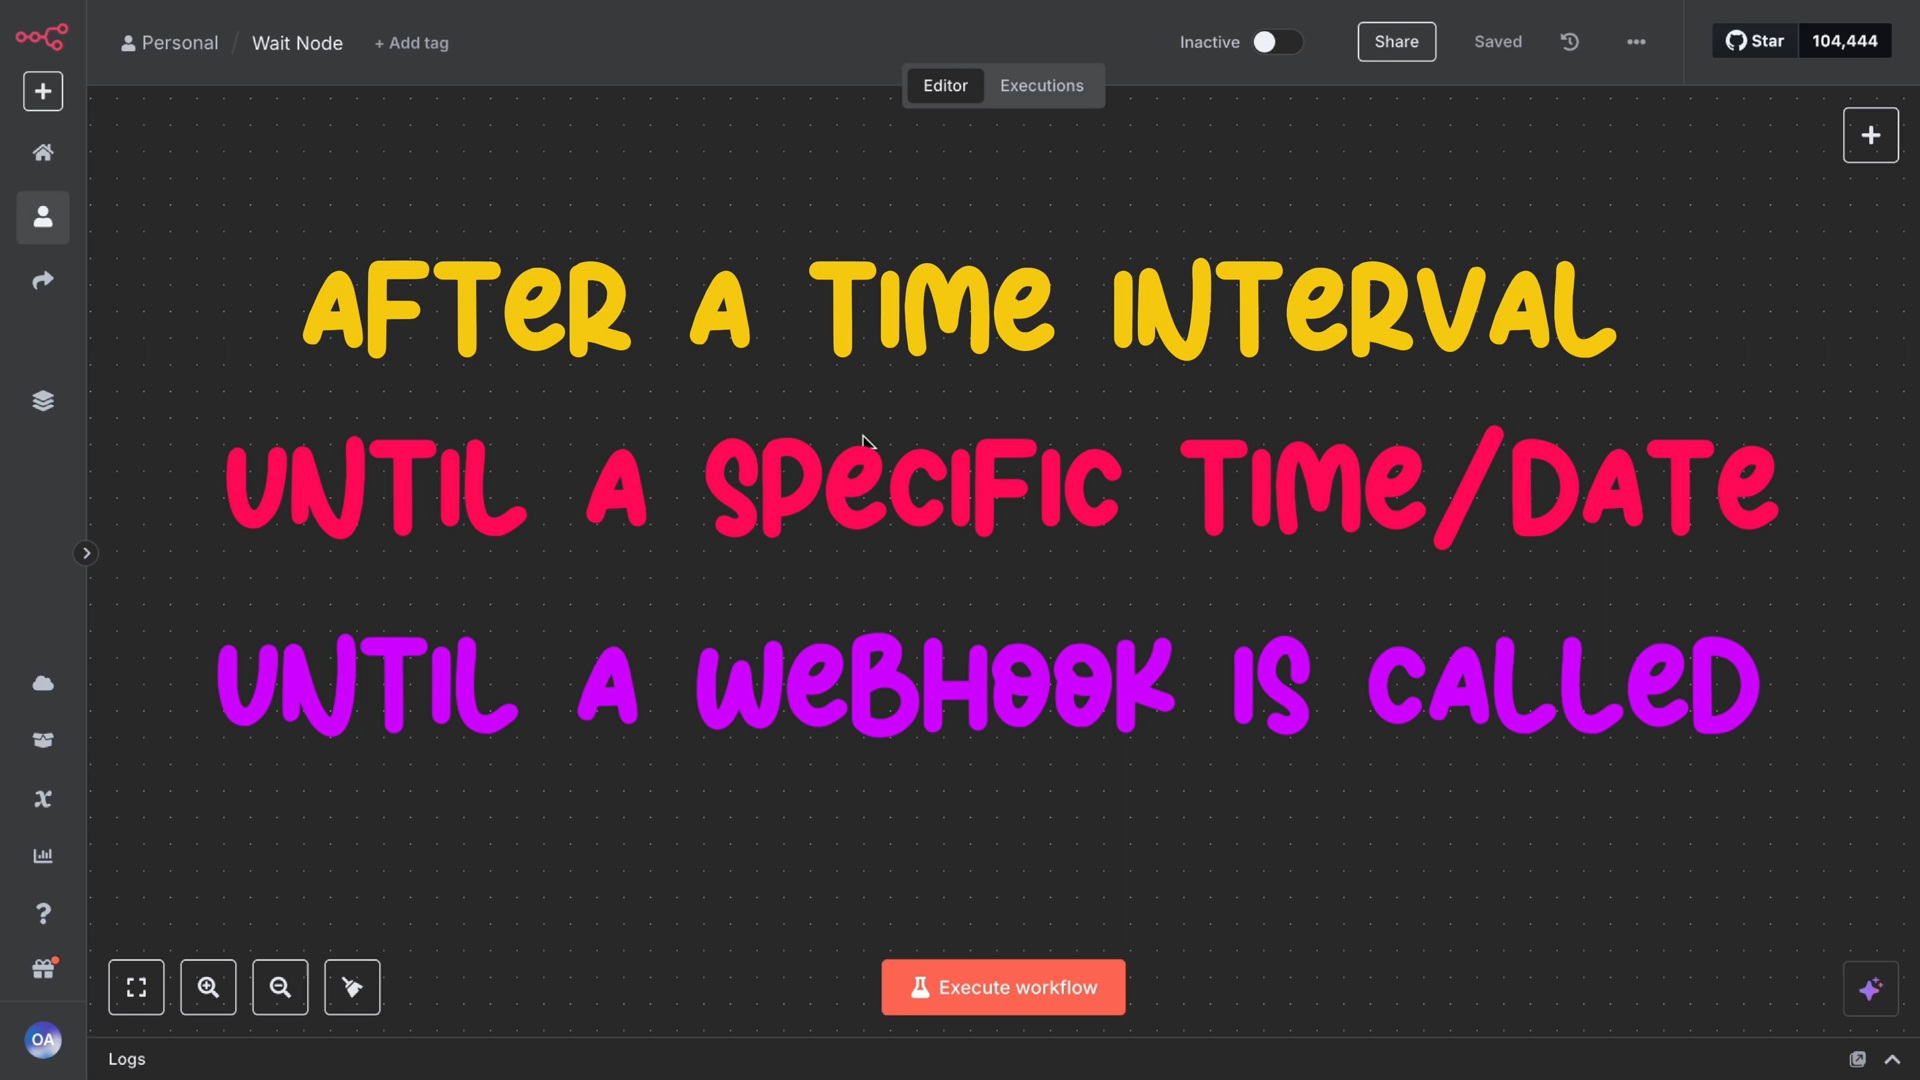 Personal / Wait Node + Add tag Inactive Share Saved Star 104,444
Editor Executions
AFTER A TIME INTERVAL
UNTIL A SPECIFIC TIME/DATE
UNTIL A WEBHOOK IS CALLED
Execute workflow
OA
Logs